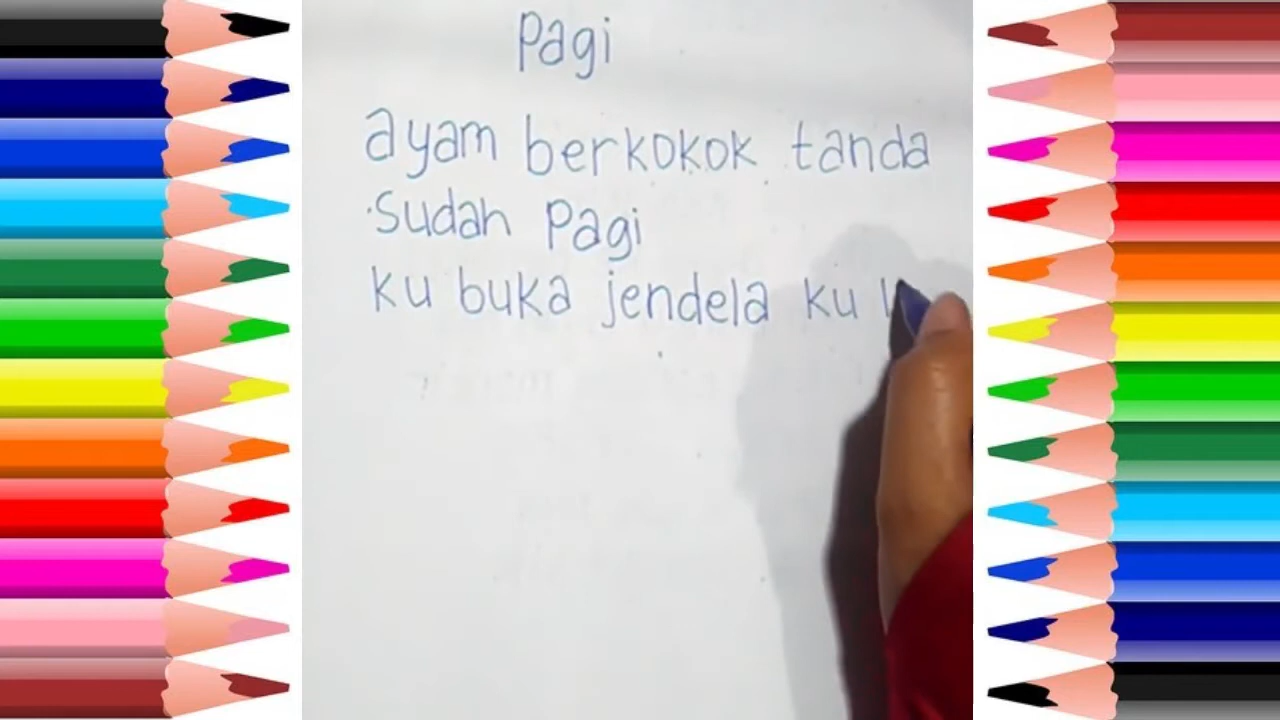 Pagi
ayam berkokok tanda
sudah Pagi
ku buka jendela ku